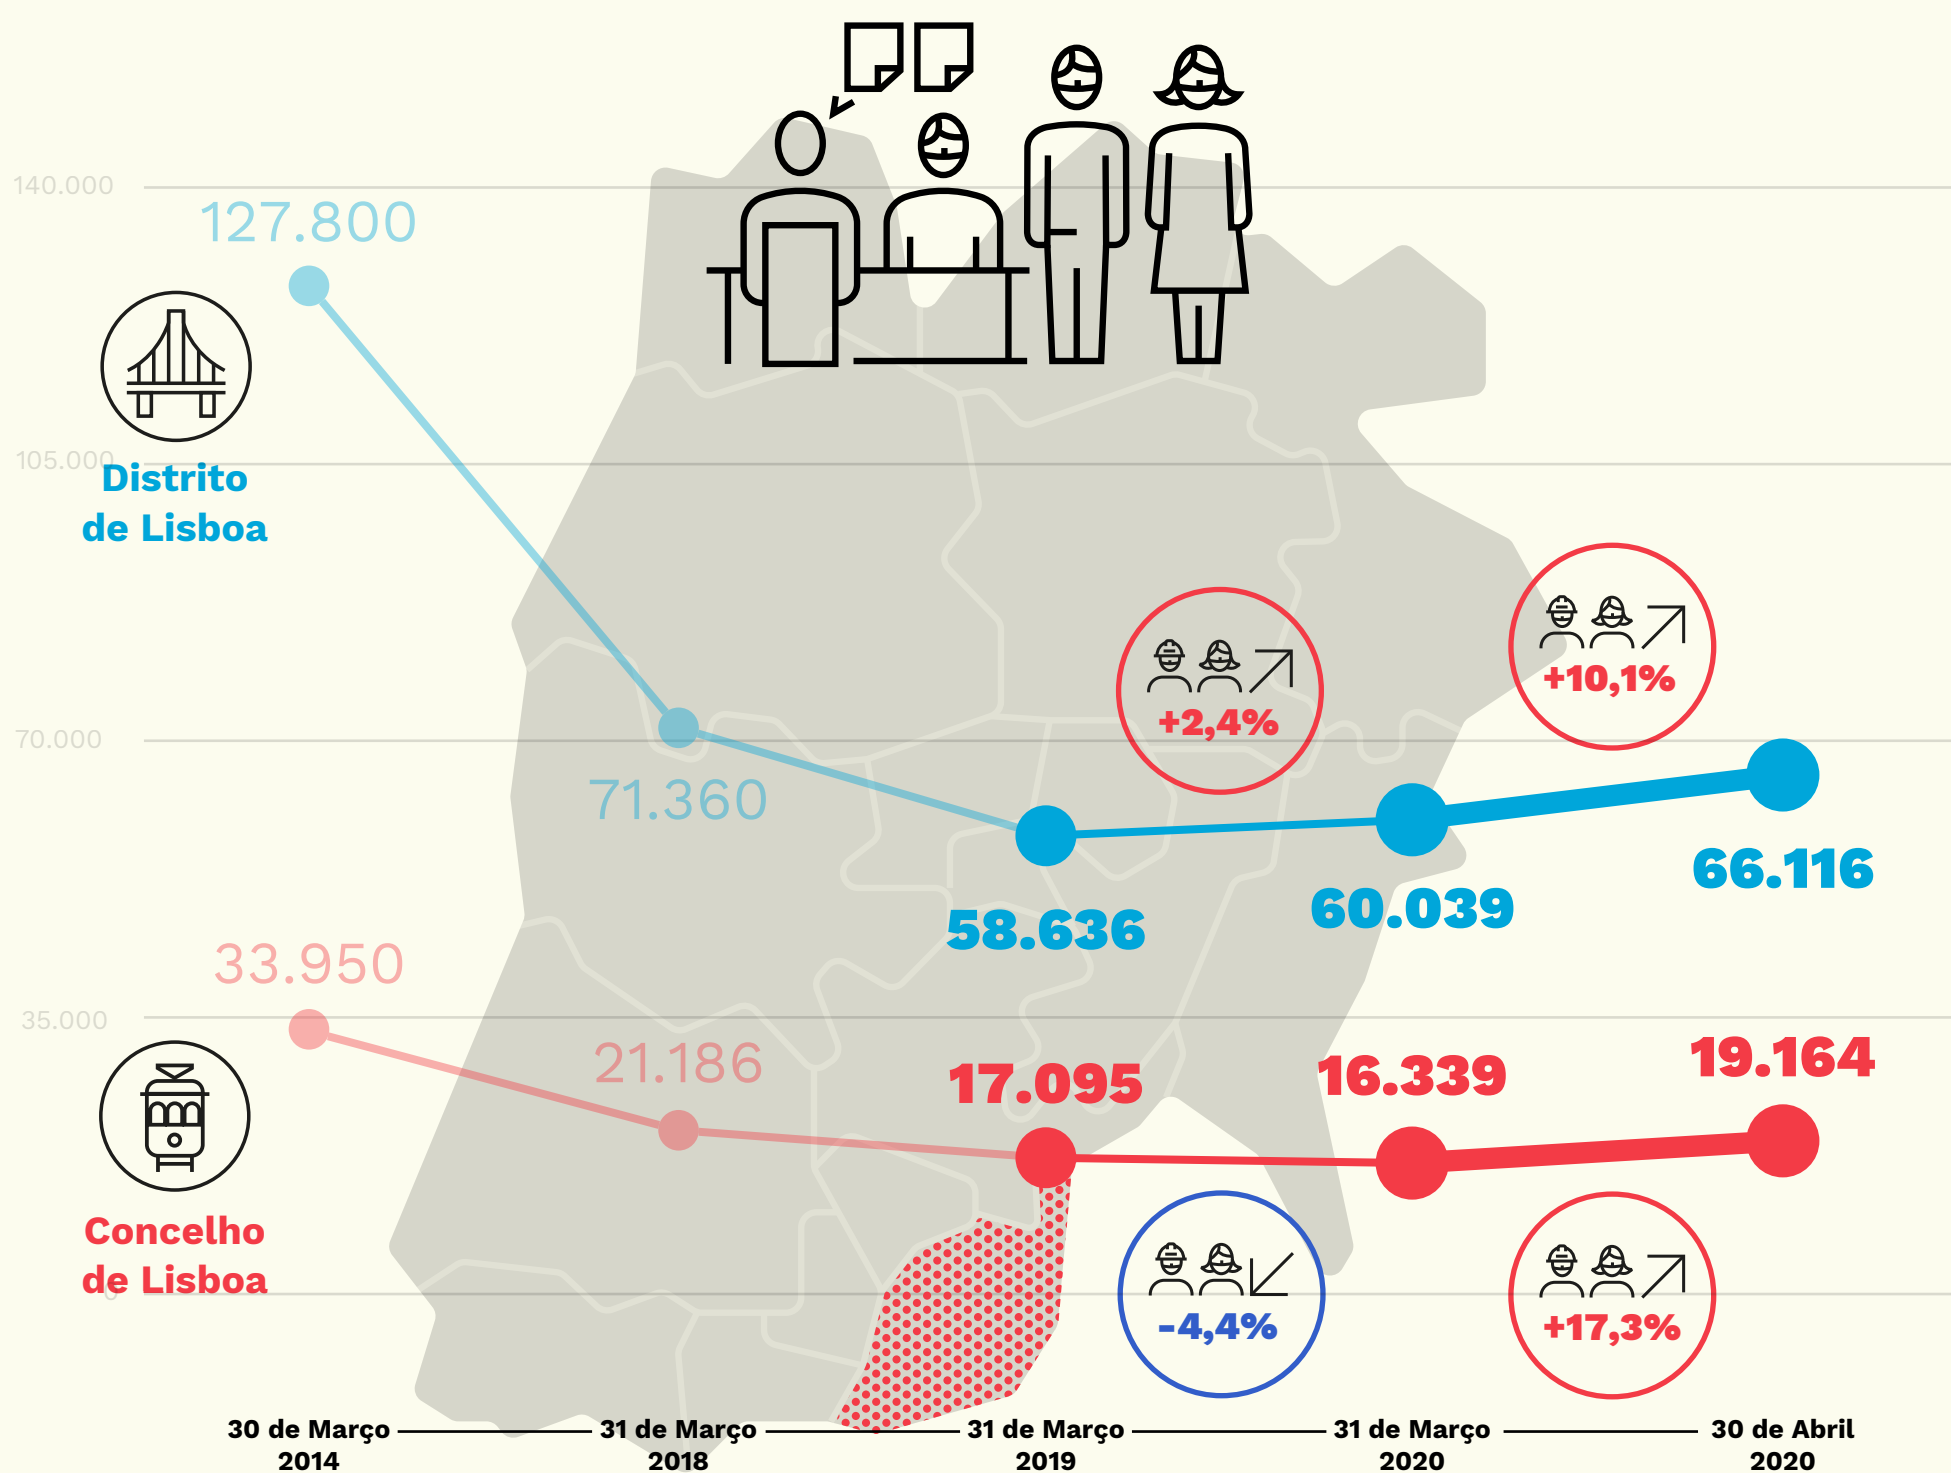 140.000
127.800
105.000
Distrito
de Lisboa
+10,1%
+2,4%
70.000
71.360
66.116
60.039
58.636
33.950
35.000
21.186
17.095
16.339
19.164
Concelho
de Lisboa
0
-4,4%
+17,3%
30 de Março
2014
31 de Março
2018
31 de Março
2019
31 de Março
2020
30 de Abril
2020